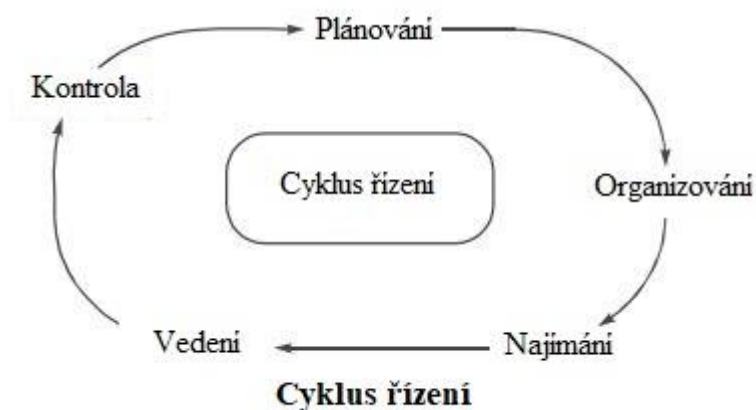 Plánování
Kontrola
Cyklus řízení
Organizování
Vedení
Najímání
Cyklus řízení